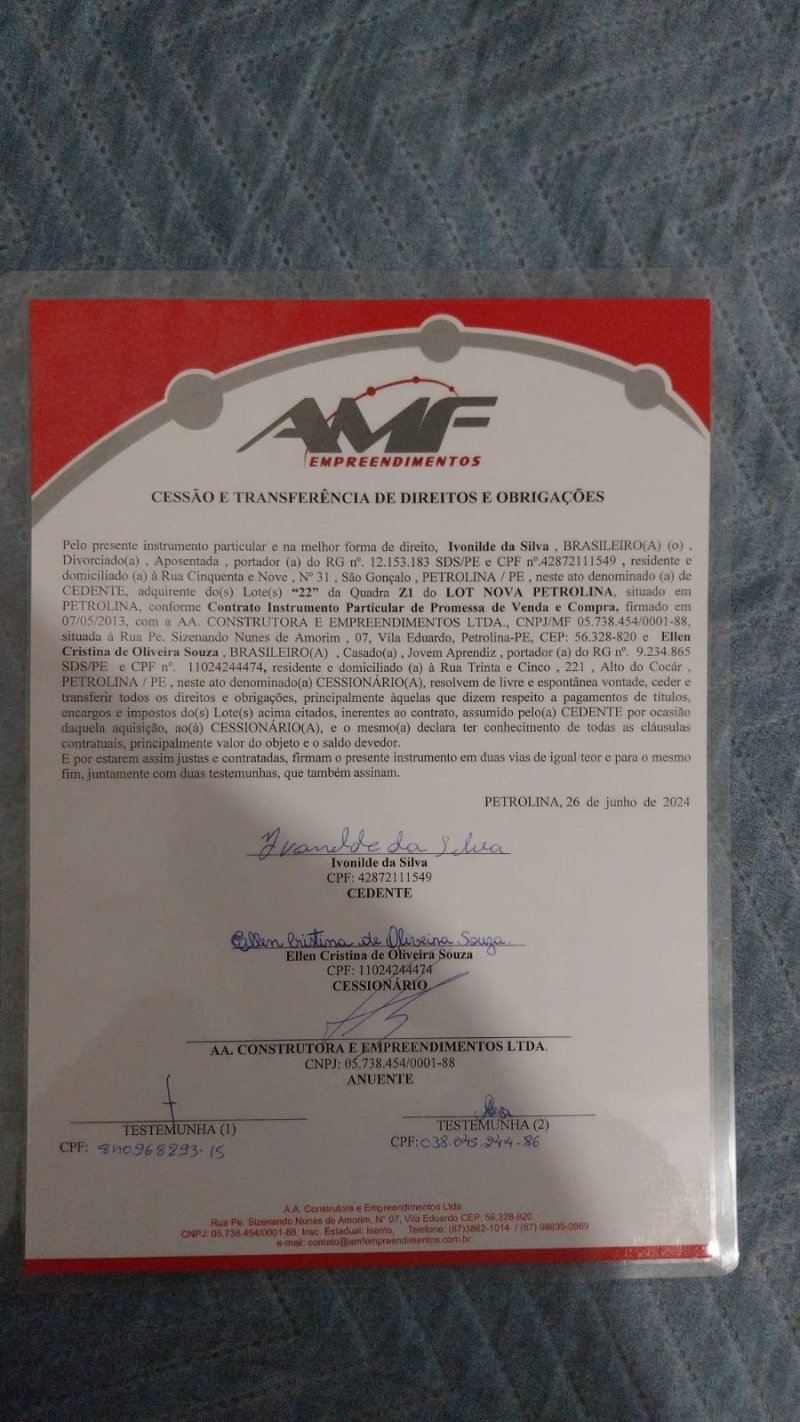 AMF
EMPREENDIMENTOS
CESSÃO E TRANSFERÊNCIA DE DIREITOS E OBRIGAÇÕES
Pelo presente instrumento particular e na melhor forma de direito, Ivonilde da Silva , BRASILEIRO(A) (o) ,
Divorciado(a) , Aposentada , portador (a) do RG nº. 12.153.183 SDS/PE e CPF nº.42872111549 , residente e
domiciliado (a) à Rua Cinquenta e Nove , Nº 31 , São Gonçalo , PETROLINA / PE , neste ato denominado (a) de
CEDENTE, adquirente do(s) Lote(s) “22” da Quadra Z1 do LOT NOVA PETROLINA, situado em
PETROLINA, conforme Contrato Instrumento Particular de Promessa de Venda e Compra, firmado em
07/05/2013, com a AA. CONSTRUTORA E EMPREENDIMENTOS LTDA., CNPJ/MF 05.738.454/0001-88,
situada à Rua Pe. Sizenando Nunes de Amorim , 07, Vila Eduardo, Petrolina-PE, CEP: 56.328-820 e Ellen
Cristina de Oliveira Souza , BRASILEIRO(A) , Casado(a) , Jovem Aprendiz , portador (a) do RG nº. 9.234.865
SDS/PE e CPF nº. 11024244474, residente e domiciliado (a) à Rua Trinta e Cinco , 221 , Alto do Cocár ,
PETROLINA / PE , neste ato denominado(a) CESSIONÁRIO(A), resolvem de livre e espontânea vontade, ceder e
transferir todos os direitos e obrigações, principalmente àquelas que dizem respeito a pagamentos de títulos,
encargos e impostos do(s) Lote(s) acima citados, inerentes ao contrato, assumido pelo(a) CEDENTE por ocasião
daquela aquisição, ao(à) CESSIONÁRIO(A), e o mesmo(a) declara ter conhecimento de todas as cláusulas
contratuais, principalmente valor do objeto e o saldo devedor.
E por estarem assim justas e contratadas, firmam o presente instrumento em duas vias de igual teor e para o mesmo
fim, juntamente com duas testemunhas, que também assinam.
PETROLINA, 26 de junho de 2024
Ivanilde da Silva
Ivonilde da Silva
CPF: 42872111549
CEDENTE
Ellen Cristina de Oliveira Souza
Ellen Cristina de Oliveira Souza
CPF: 11024244474
CESSIONÁRIO
AA. CONSTRUTORA E EMPREENDIMENTOS LTDA.
CNPJ: 05.738.454/0001-88
ANUENTE
TESTEMUNHA (1)
TESTEMUNHA (2)
CPF: 840968293-15
CPF: 038.045.244-86
A.A. Construtora e Empreendimentos Ltda.
Rua Pe. Sizenando Nunes de Amorim, N° 07, Vila Eduardo CEP: 56.328-820
CNPJ: 05.738.454/0001-88, Insc. Estadual: Isento, Telefone: (87)3862-1014 / (87) 98835-0989
e-mail: contato@amfempreendimentos.com.br